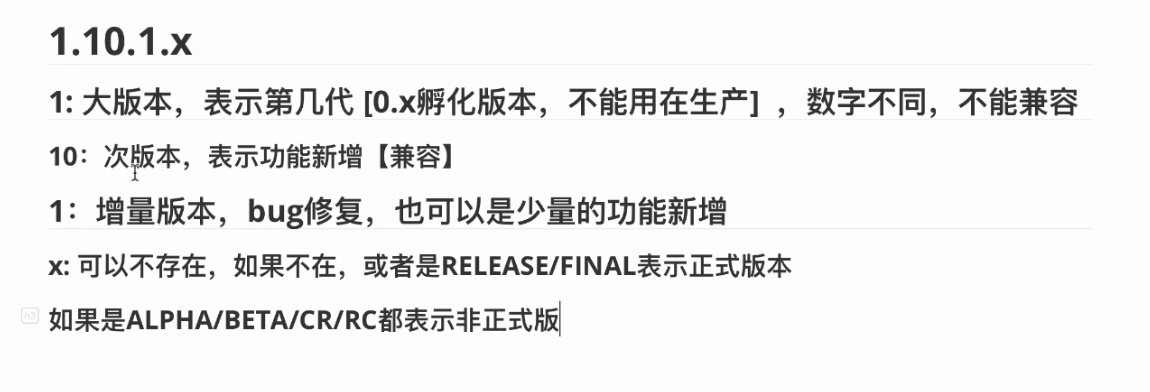 1.10.1.x
1: 大版本，表示第几代 [0.x孵化版本，不能用在生产] ，数字不同，不能兼容
10：次版本，表示功能新增【兼容】
1：增量版本，bug修复，也可以是少量的功能新增
x: 可以不存在，如果不在，或者是RELEASE/FINAL表示正式版本
h3
如果是ALPHA/BETA/CR/RC都表示非正式版